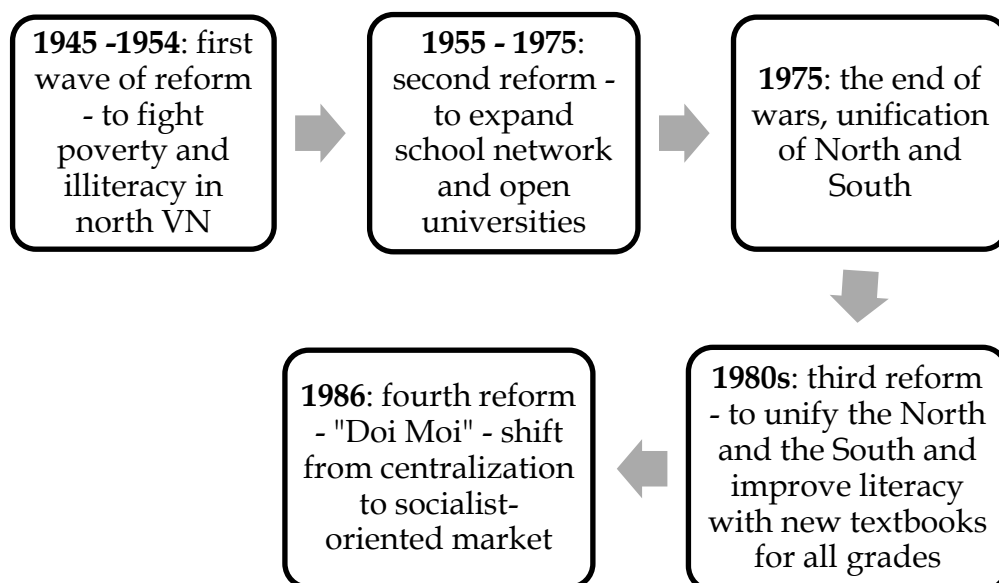 1945 -1954: first
wave of reform
- to fight
poverty and
illiteracy in
north VN
1955 - 1975:
second reform -
to expand
school network
and open
universities
1975: the end of
wars, unification
of North and
South
1980s: third reform
- to unify the North
and the South and
improve literacy
with new textbooks
for all grades
1986: fourth reform
- "Doi Moi" - shift
from centralization
to socialist-
oriented market